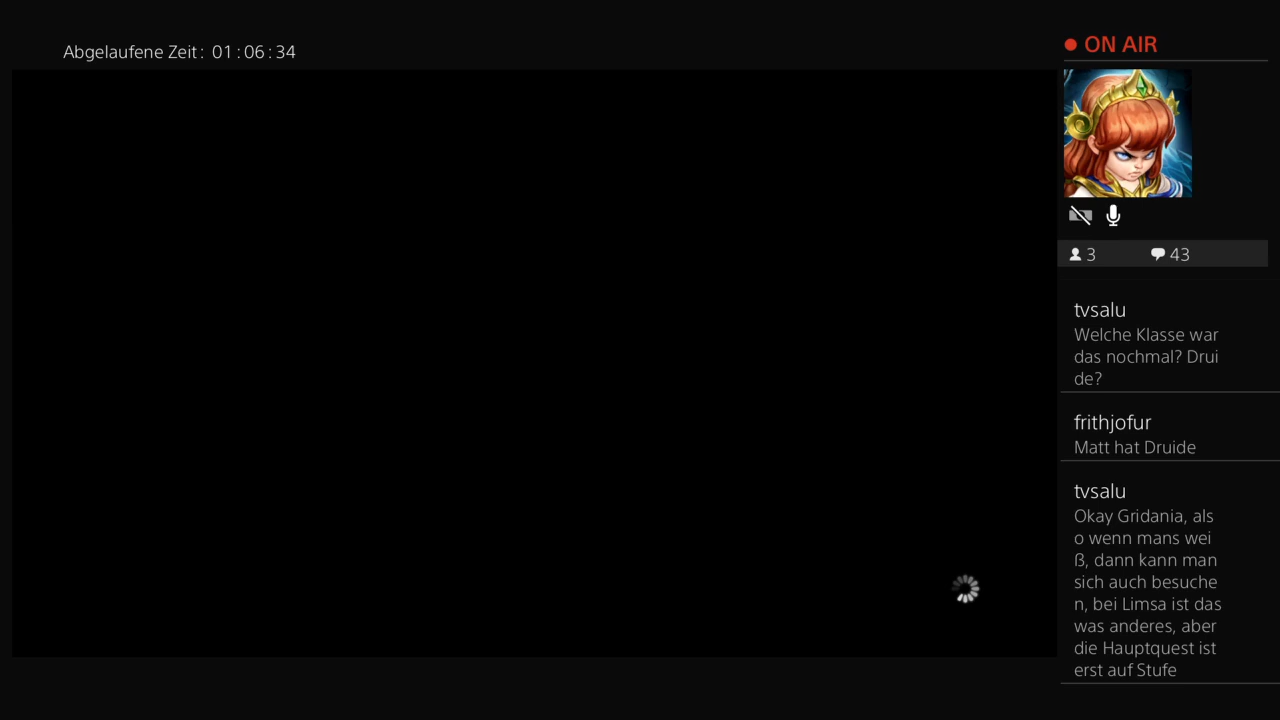 Abgelaufene Zeit: 01:06:34
ON AIR
3
43
tvsalu
Welche Klasse war
das nochmal? Drui
de?
frithjofur
Matt hat Druide
tvsalu
Okay Gridania, als
o wenn mans wei
ß, dann kann man
sich auch besuche
n, bei Limsa ist das
was anderes, aber
die Hauptquest ist
erst auf Stufe